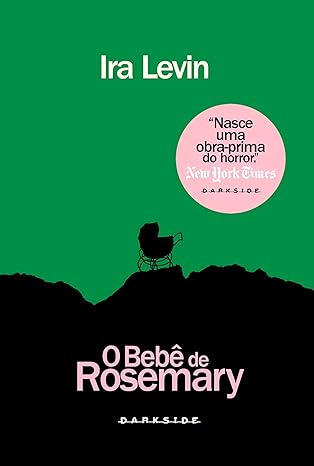 Ira Levin
“Nasce
uma
obra-prima
do horror.”
New York Times
DARKSIDE
O Bebê de
Rosemary
DARKSIDE